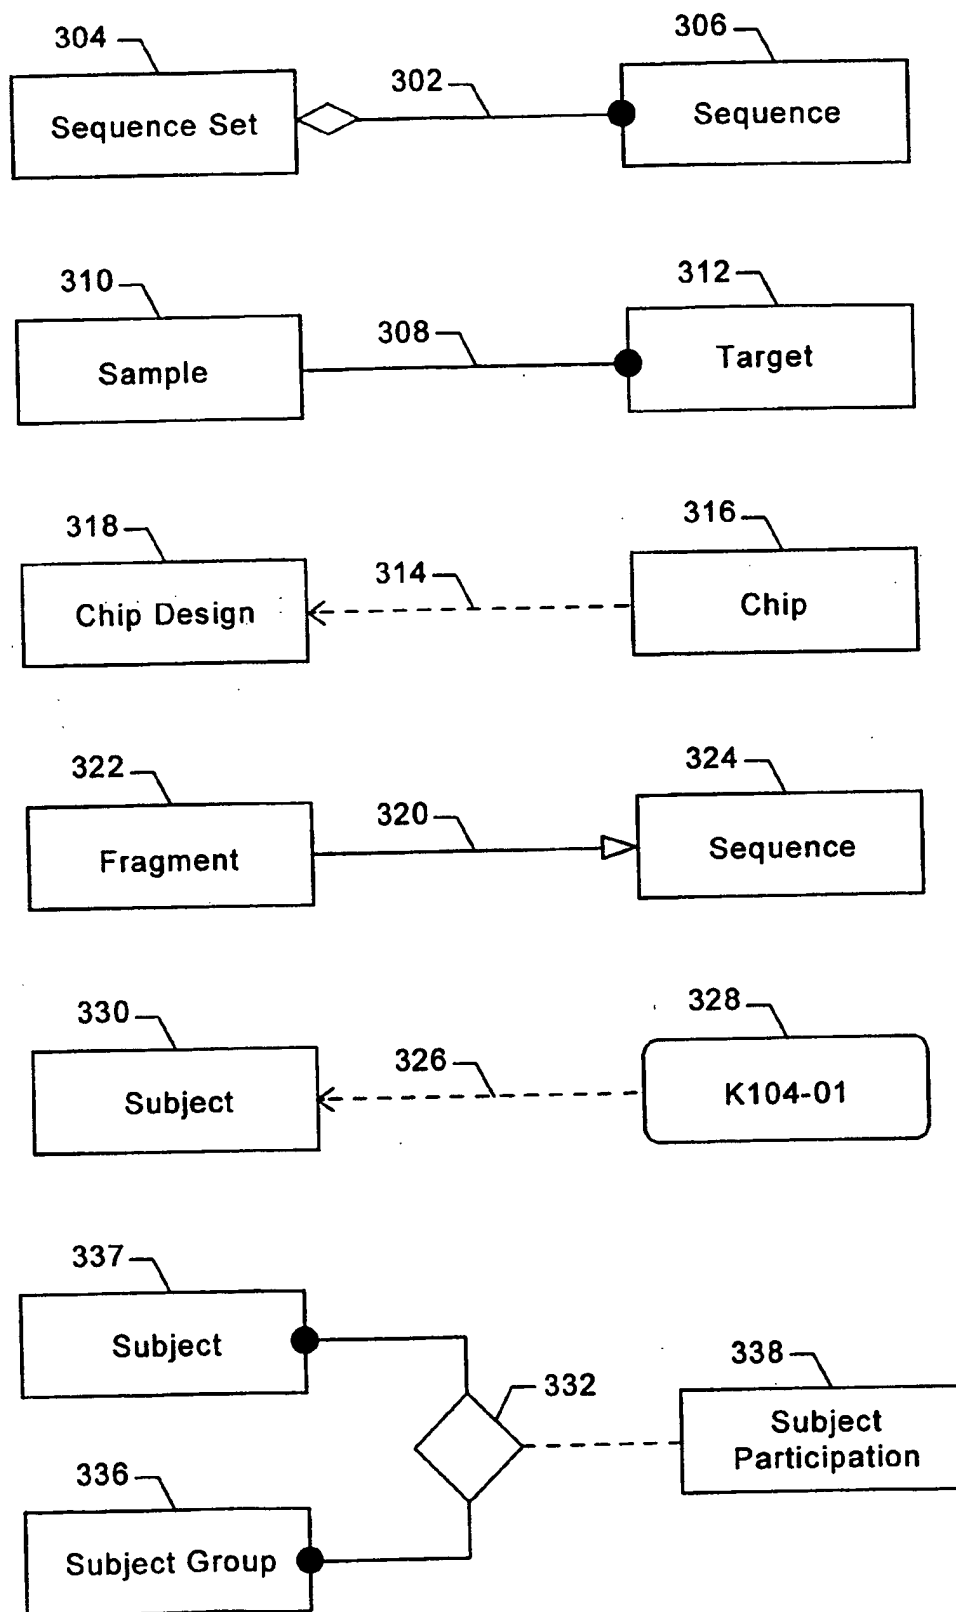 304
306
302
Sequence Set
Sequence
310
312
308
Sample
Target
318
316
314
Chip Design
Chip
322
324
320
Fragment
Sequence
330
328
326
Subject
K104-01
337
Subject
332
338
Subject
Participation
336
Subject Group